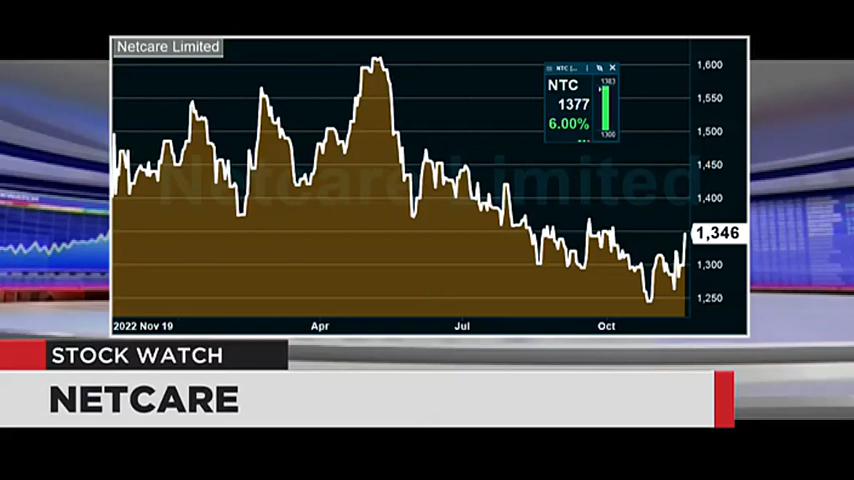 Netcare Limited
NTC [...
NTC
1377
6.00%
1383
1300
Netcare Limited
1,600
1,550
1,500
1,450
1,400
1,346
1,300
1,250
2022 Nov 19 Apr Jul Oct
STOCK WATCH
NETCARE